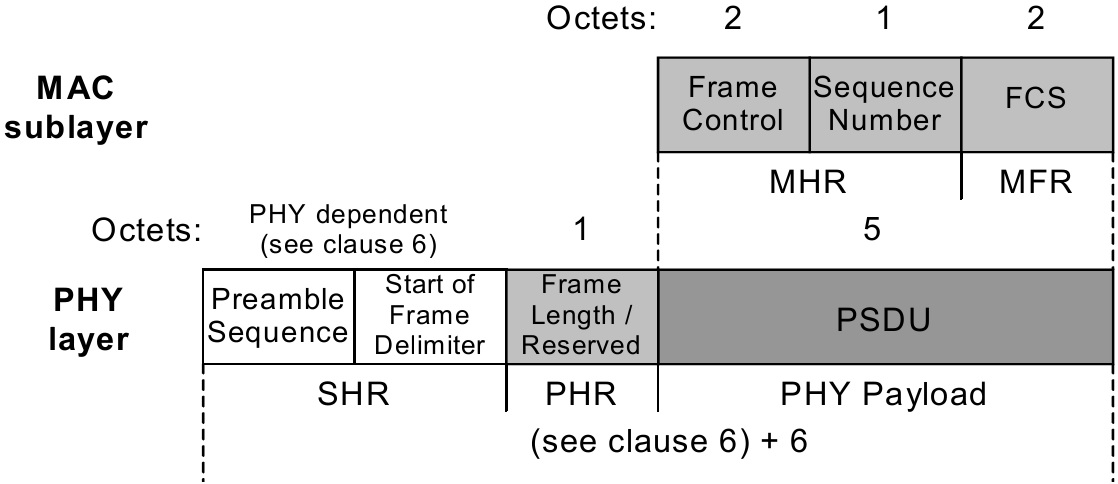 Octets: 2 1 2
MAC
sublayer
Frame
Control
Sequence
Number
FCS
MHR MFR
Octets: PHY dependent
(see clause 6)
1 5
PHY
layer
Preamble
Sequence
Start of
Frame
Delimiter
Frame
Length /
Reserved
PSDU
SHR PHR PHY Payload
(see clause 6) + 6